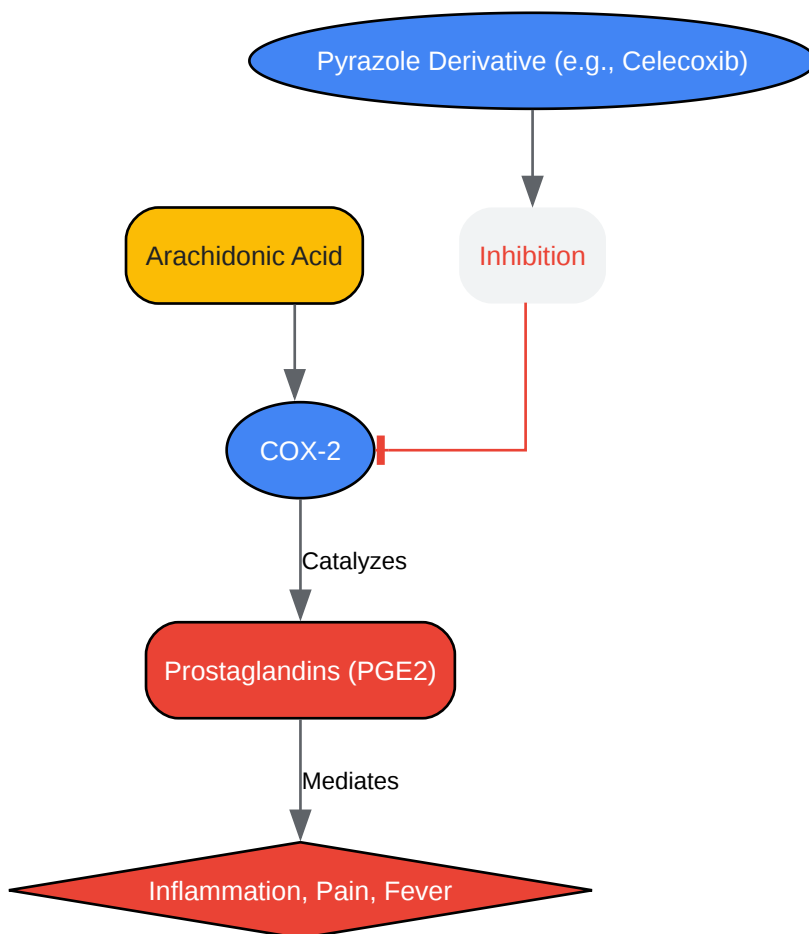 Pyrazole Derivative (e.g., Celecoxib)
Arachidonic Acid
Inhibition
COX-2
Catalyzes
Prostaglandins (PGE2)
Mediates
Inflammation, Pain, Fever